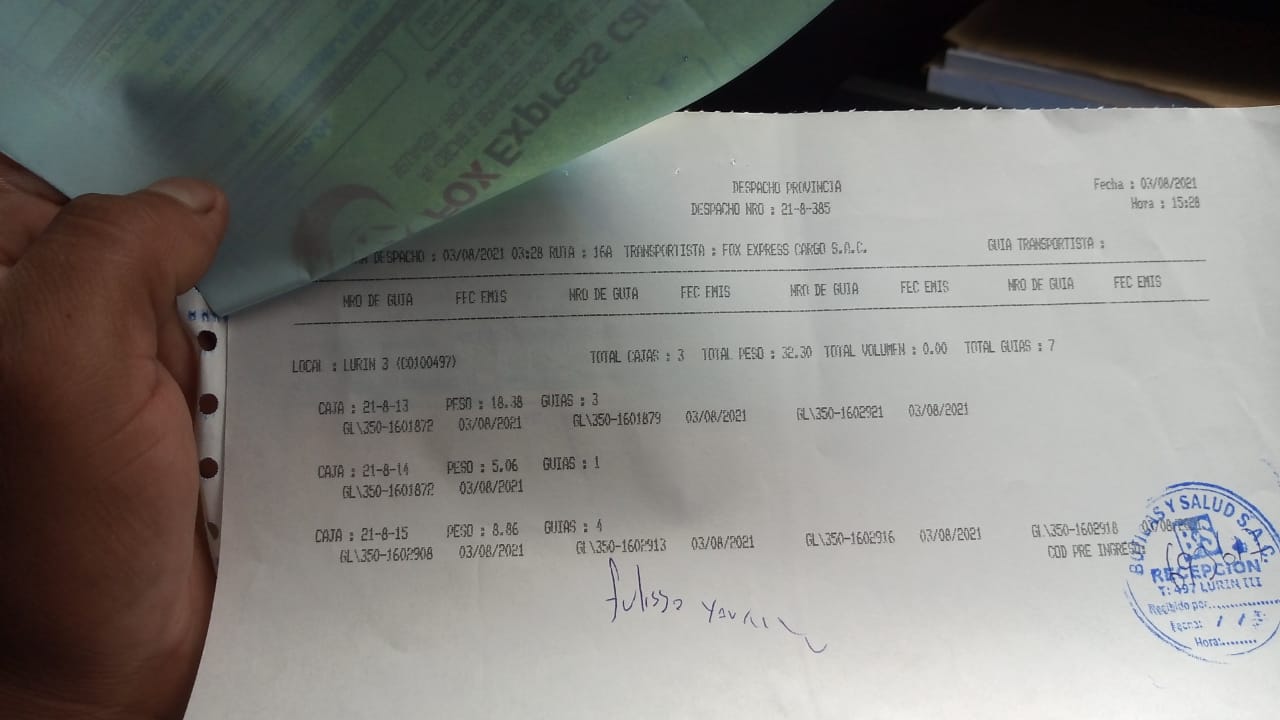 FOX Express Car
DESPACHO PROVINCIA
Fecha : 03/08/2021
DESPACHO NRO : 21-8-385
Hora : 15:28
DESPACHO : 03/08/2021 03:28 RUTA : 16A TRANSPORTISTA : FOX EXPRESS CARGO S.A.C. GUIA TRANSPORTISTA :
NRO DE GUIA FEC EMIS NRO DE GUIA FEC EMIS NRO DE GUIA FEC EMIS NRO DE GUIA FEC EMIS
LOCAL : LURIN 3 (C0100497) TOTAL CAJAS : 3 TOTAL PESO : 32.30 TOTAL VOLUMEN : 0.00 TOTAL GUIAS : 7
CAJA : 21-8-13 PESO : 18.38 GUIAS : 3
GL\350-1601872 03/08/2021 GL\350-1601879 03/08/2021 GL\350-1602921 03/08/2021
CAJA : 21-8-14 PESO : 5.06 GUIAS : 1
GL\350-1601872 03/08/2021
CAJA : 21-8-15 PESO : 8.86 GUIAS : 4
GL\350-1602908 03/08/2021 GL\350-1602913 03/08/2021 GL\350-1602916 03/08/2021 GL\350-1602918
COD PRE INGRESO:
Y SALUD S.A.C.
RECEPCION
T: 497 LURIN III
Recibido por:
Fecha: / /
Hora: